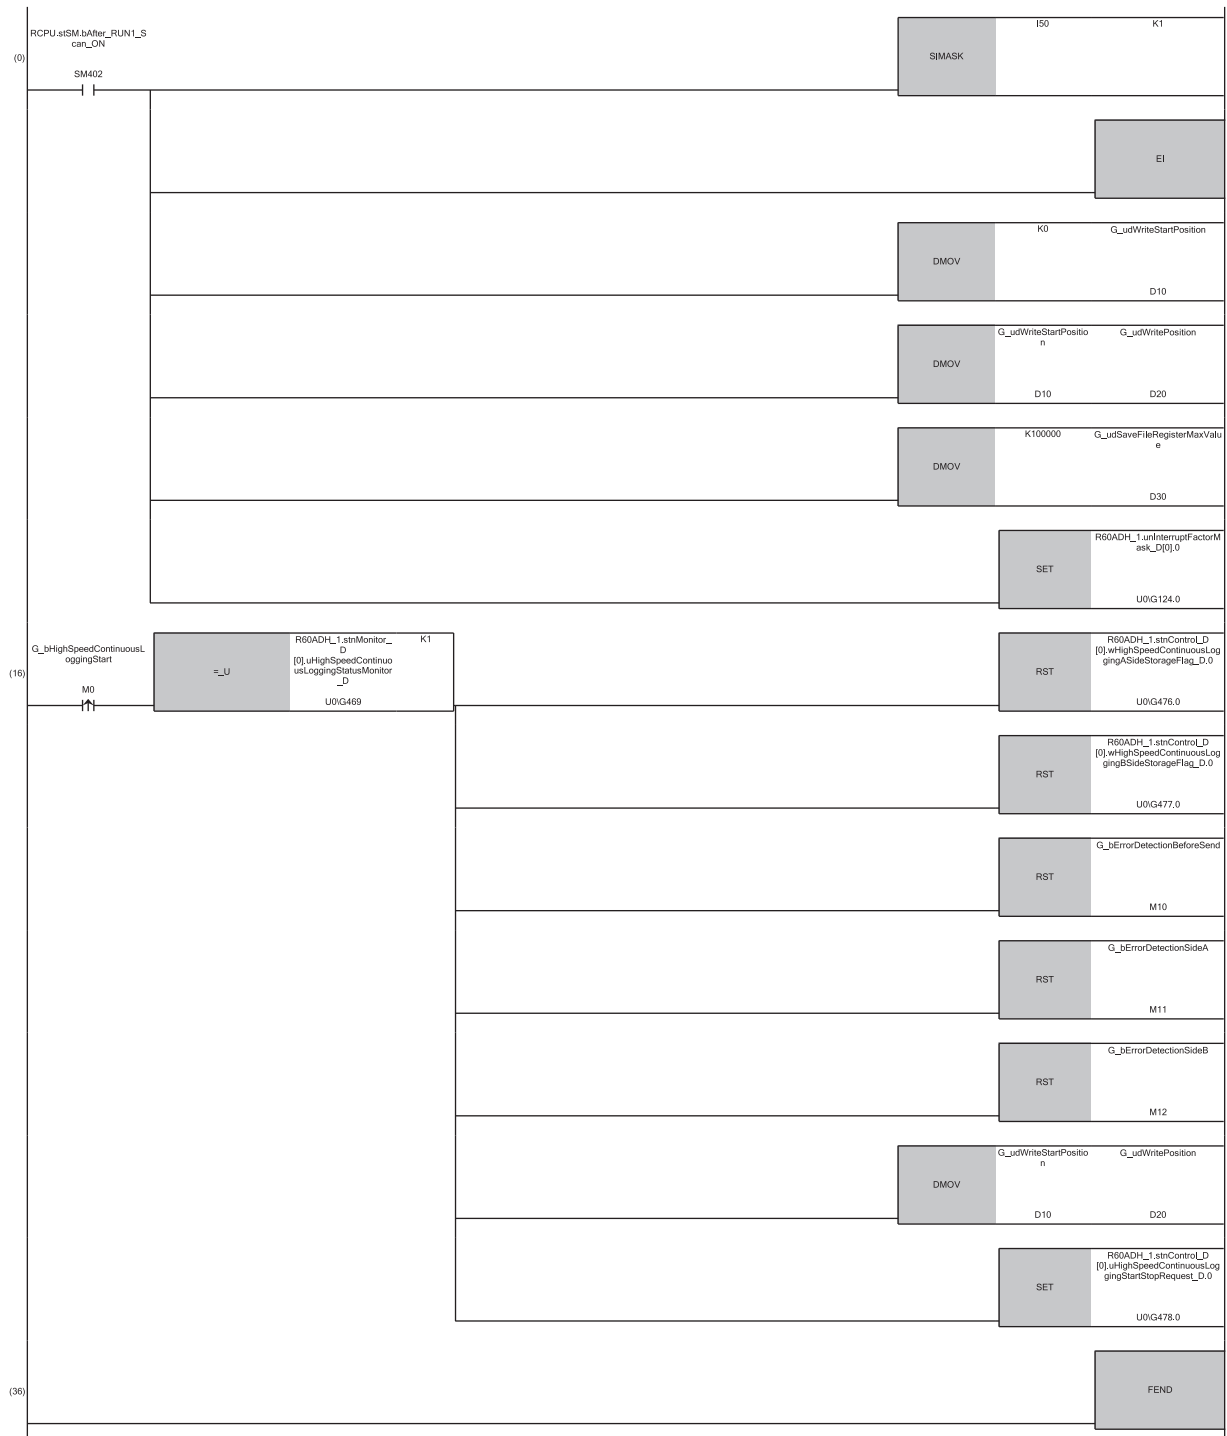 RCPU.stSM.bAfter_RUN1_S
can_ON
(0)
SM402
SIMASK
I50
K1
EI
DMOV
K0
G_udWriteStartPosition
D10
DMOV
G_udWriteStartPositio
n
G_udWritePosition
D10
D20
DMOV
K100000
G_udSaveFileRegisterMaxValu
e
D30
SET
R60ADH_1.unInterruptFactorM
ask_D[0].0
U0\G124.0
(16)
G_bHighSpeedContinuousL
oggingStart
M0
=_U
R60ADH_1.stnMonitor_
D
[0].uHighSpeedContinuo
usLoggingStatusMonitor
_D
U0\G469
K1
RST
R60ADH_1.stnControl_D
[0].wHighSpeedContinuousLog
gingASideStorageFlag_D.0
U0\G476.0
RST
R60ADH_1.stnControl_D
[0].wHighSpeedContinuousLog
gingBSideStorageFlag_D.0
U0\G477.0
RST
G_bErrorDetectionBeforeSend
M10
RST
G_bErrorDetectionSideA
M11
RST
G_bErrorDetectionSideB
M12
DMOV
G_udWriteStartPositio
n
G_udWritePosition
D10
D20
SET
R60ADH_1.stnControl_D
[0].uHighSpeedContinuousLog
gingStartStopRequest_D.0
U0\G478.0
(36)
FEND